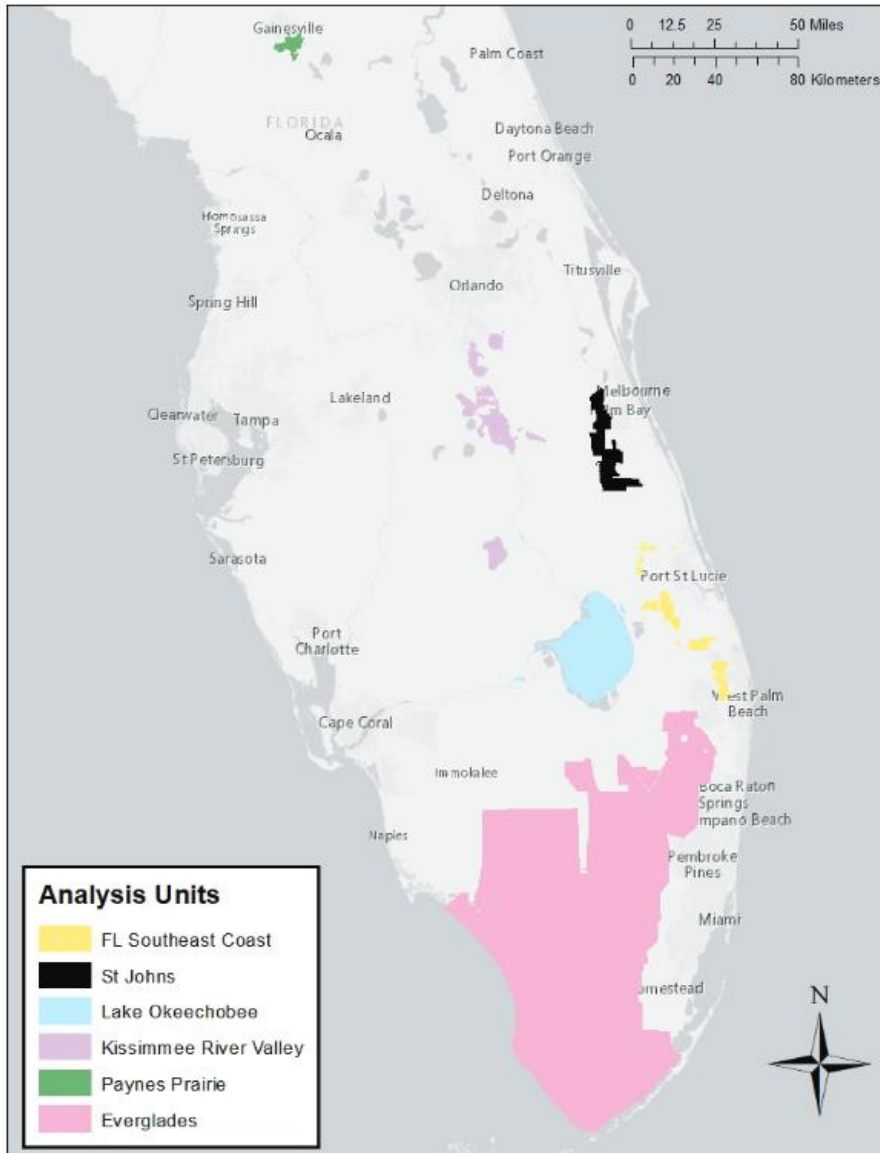 Gainesville
0 12.5 25 50 Miles
0 20 40 80 Kilometers
Palm Coast
FLORIDA
Ocala
Daytona Beach
Port Orange
Deltona
Homosassa
Springs
Titusville
Orlando
Spring Hill
Melbourne
Lakeland
Palm Bay
Clearwater
Tampa
St Petersburg
Sarasota
Port St Lucie
Port
Charlotte
West Palm
Beach
Cape Coral
Immokalee
Boca Raton
Springs
mpano Beach
Naples
Pembroke
Pines
Miami
omestead
Analysis Units
FL Southeast Coast
St Johns
Lake Okeechobee
Kissimmee River Valley
Paynes Prairie
Everglades
N